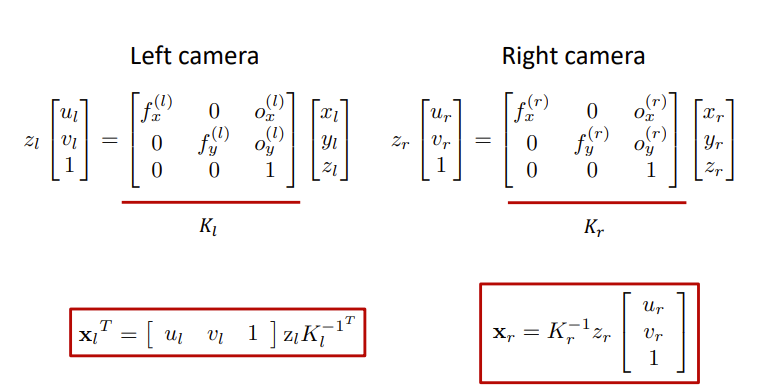 Left camera
Right camera
$z_l \begin{bmatrix} u_l \\ v_l \\ 1 \end{bmatrix} = \begin{bmatrix} f_x^{(l)} & 0 & o_x^{(l)} \\ 0 & f_y^{(l)} & o_y^{(l)} \\ 0 & 0 & 1 \end{bmatrix} \begin{bmatrix} x_l \\ y_l \\ z_l \end{bmatrix}$
$z_r \begin{bmatrix} u_r \\ v_r \\ 1 \end{bmatrix} = \begin{bmatrix} f_x^{(r)} & 0 & o_x^{(r)} \\ 0 & f_y^{(r)} & o_y^{(r)} \\ 0 & 0 & 1 \end{bmatrix} \begin{bmatrix} x_r \\ y_r \\ z_r \end{bmatrix}$
$K_l$
$K_r$
$\mathbf{x}_l{}^T = \begin{bmatrix} u_l & v_l & 1 \end{bmatrix} \mathrm{z}_l K_l^{-1^T}$
$\mathbf{x}_r = K_r^{-1} z_r \begin{bmatrix} u_r \\ v_r \\ 1 \end{bmatrix}$